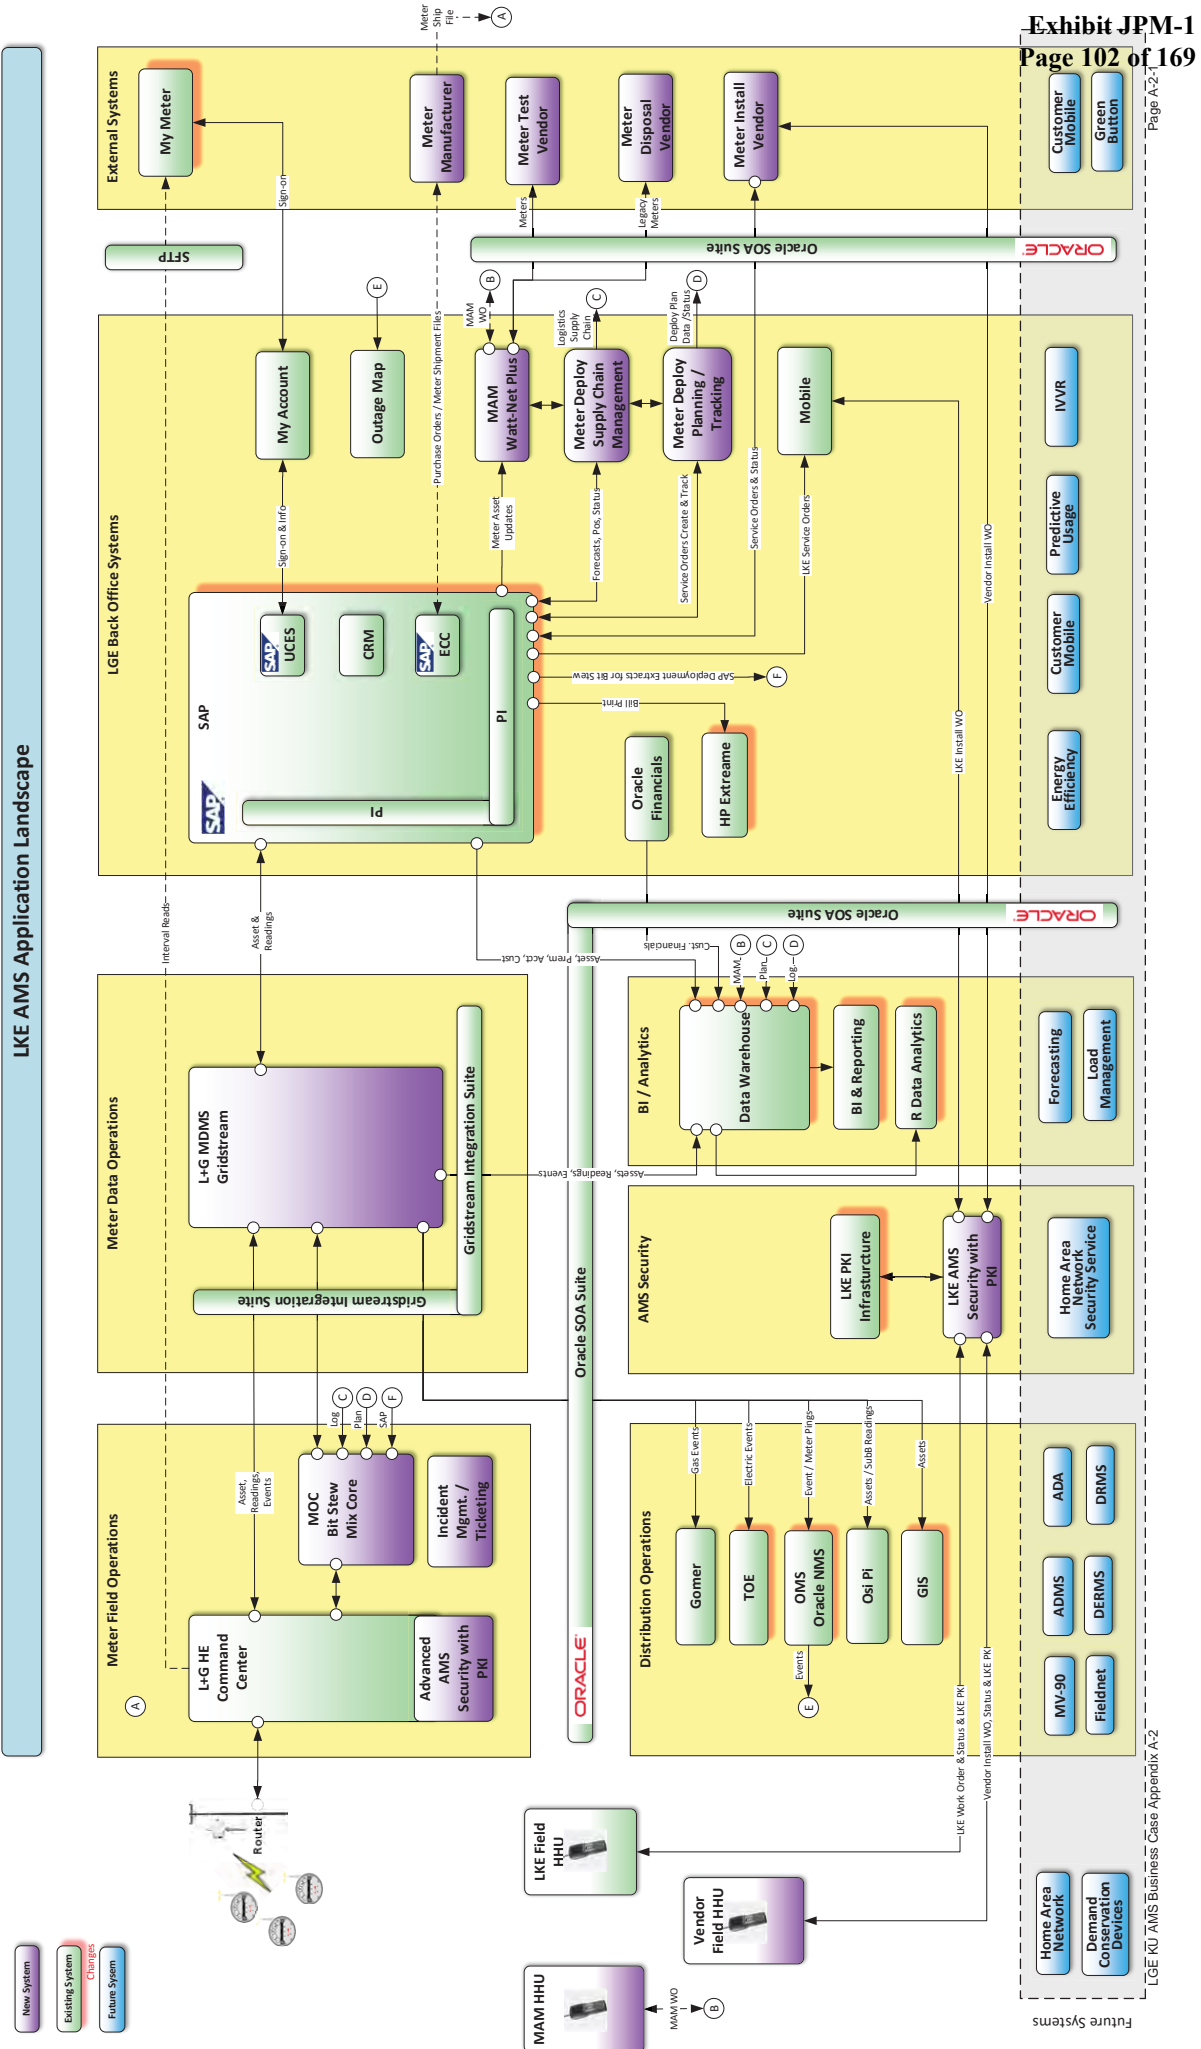 Exhibit JPM-1
Page 102 of 169
LKE AMS Application Landscape
New System
Existing System
Changes
Future Sysem
External Systems
My Meter
Meter
Manufacturer
Meter
Ship
File
A
Meter Test
Vendor
Meter
Disposal
Vendor
Meter Install
Vendor
Customer
Mobile
Green
Button
SFTP
Sign-on
Meters
Legacy
Meters
Oracle SOA Suite
ORACLE
LGE Back Office Systems
My Account
Outage Map
E
MAM
WO
B
MAM
Watt-Net Plus
Logistics
Supply
Chain
C
Meter Deploy
Supply Chain
Management
Deploy Plan
Data /Status
D
Meter Deploy
Planning /
Tracking
Mobile
IVVR
Predictive
Usage
Customer
Mobile
Energy
Efficiency
Sign-on & Info
Purchase Orders / Meter Shipment Files
Meter Asset
Updates
Forecasts, Pos, Status
Service Orders Create & Track
Service Orders & Status
LKE Service Orders
LKE Install WO
Vendor Install WO
SAP
SAP
SAP
UCES
CRM
SAP
ECC
PI
PI
SAP Deployment Extracts for Bit Stew
F
Bill Print
Oracle
Financials
HP Extreame
Interval Reads
Asset &
Readings
Asset, Prem, Acct, Cust
Cust. Financials
Oracle SOA Suite
ORACLE
Meter Data Operations
L+G MDMS
Gridstream
Gridstream Integration Suite
Gridstream Integration Suite
Assets, Readings, Events
BI / Analytics
MAM
B
Plan
C
Log
D
Data Warehouse
BI & Reporting
R Data Analytics
Forecasting
Load
Management
AMS Security
LKE PKI
Infrasturcture
LKE AMS
Security with
PKI
Home Area
Network
Security Service
Oracle SOA Suite
ORACLE
Meter Field Operations
A
L+G HE
Command
Center
Advanced
AMS
Security with
PKI
Asset,
Readings,
Events
MOC
Bit Stew
Mix Core
Log
C
Plan
D
SAP
F
Incident
Mgmt. /
Ticketing
Router
Distribution Operations
Gas Events
Electric Events
Event / Meter Pings
Assets / SubB Readings
Assets
Gomer
TOE
OMS
Oracle NMS
Osi Pi
GIS
Events
E
ADA
DRMS
ADMS
DERMS
MV-90
Fieldnet
LKE Work Order & Status & LKE PKI
Vendor Install WO, Status & LKE PKI
LKE Field
HHU
Vendor
Field HHU
MAM HHU
MAM WO
B
Home Area
Network
Demand
Conservation
Devices
Future Systems
LGE KU AMS Business Case Appendix A-2
Page A-2-1